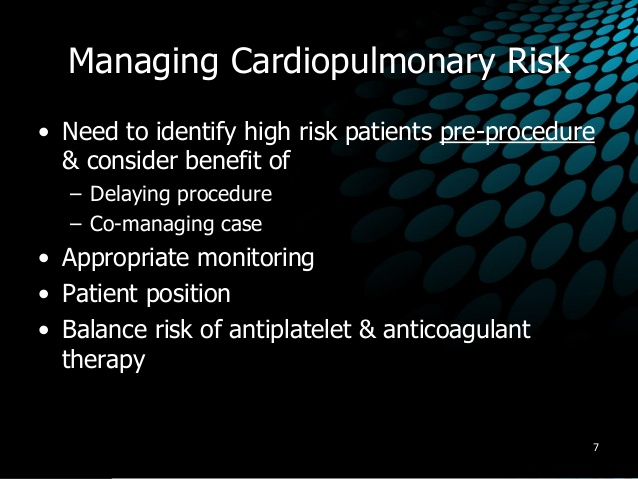 Managing Cardiopulmonary Risk
• Need to identify high risk patients pre-procedure
& consider benefit of
– Delaying procedure
– Co-managing case
• Appropriate monitoring
• Patient position
• Balance risk of antiplatelet & anticoagulant
therapy
7